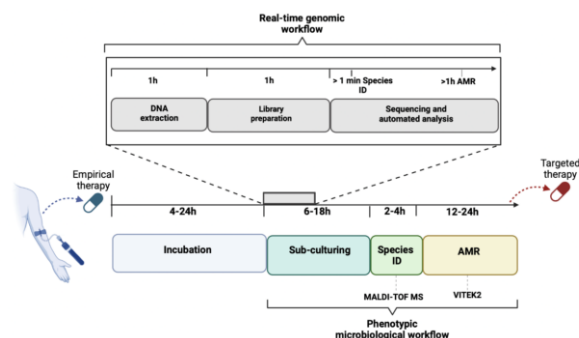 Real-time genomic
workflow
1h
1h
> 1 min Species
ID
>1h AMR
DNA
extraction
Library
preparation
Sequencing and
automated analysis
Empirical
therapy
Targeted
therapy
4-24h
6-18h
2-4h
12-24h
Incubation
Sub-culturing
Species
ID
AMR
MALDI-TOF MS
VITEK2
Phenotypic
microbiological workflow